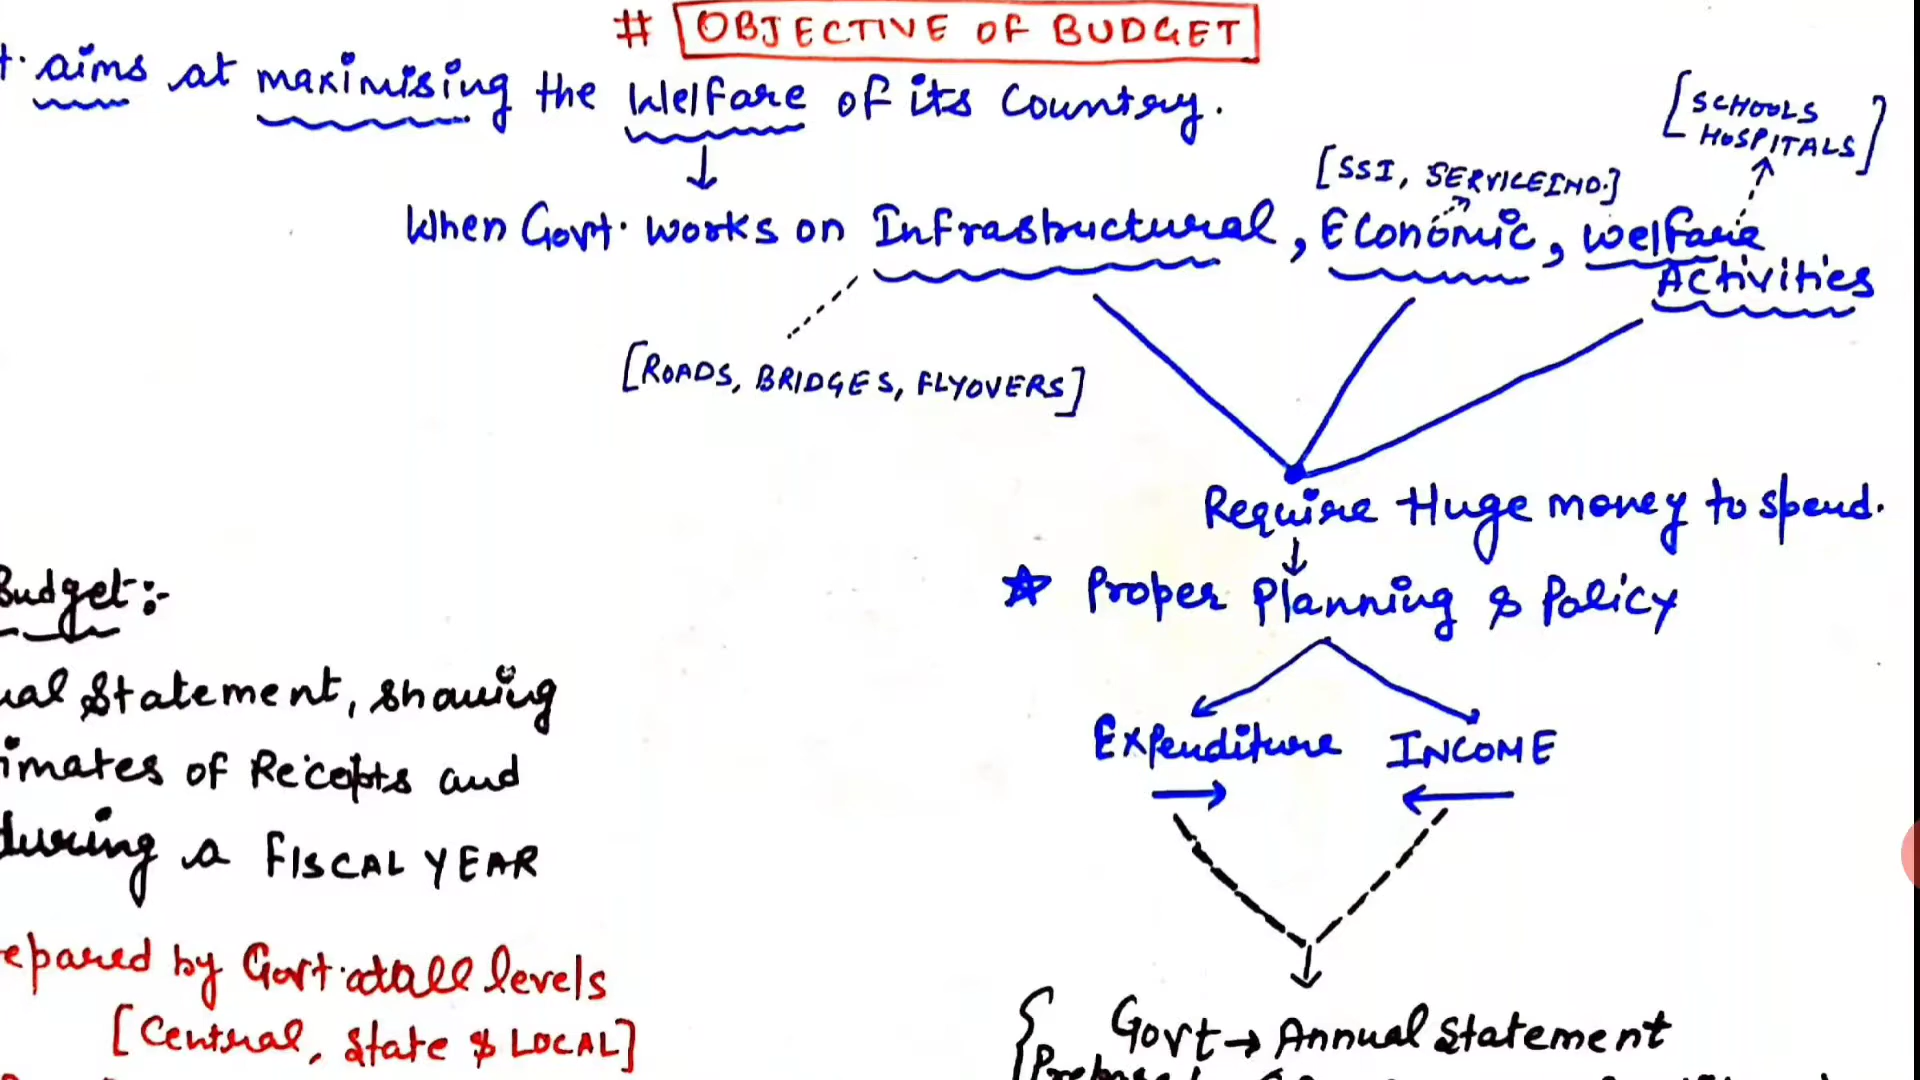 # OBJECTIVE OF BUDGET
aims at maximising the Welfare of its Country.
[SCHOOLS
HOSPITALS]
[SSI, SERVICE IND.]
When Govt. works on Infrastructural, Economic, Welfare
Activities
[ROADS, BRIDGES, FLYOVERS]
Require Huge money to spend.
☆ Proper Planning & Policy
Expenditure INCOME
Govt → Annual Statement
Budget:-
Statement, showing
of Receipts and
during a FISCAL YEAR
by Govt. at all levels
[Central, State & LOCAL]